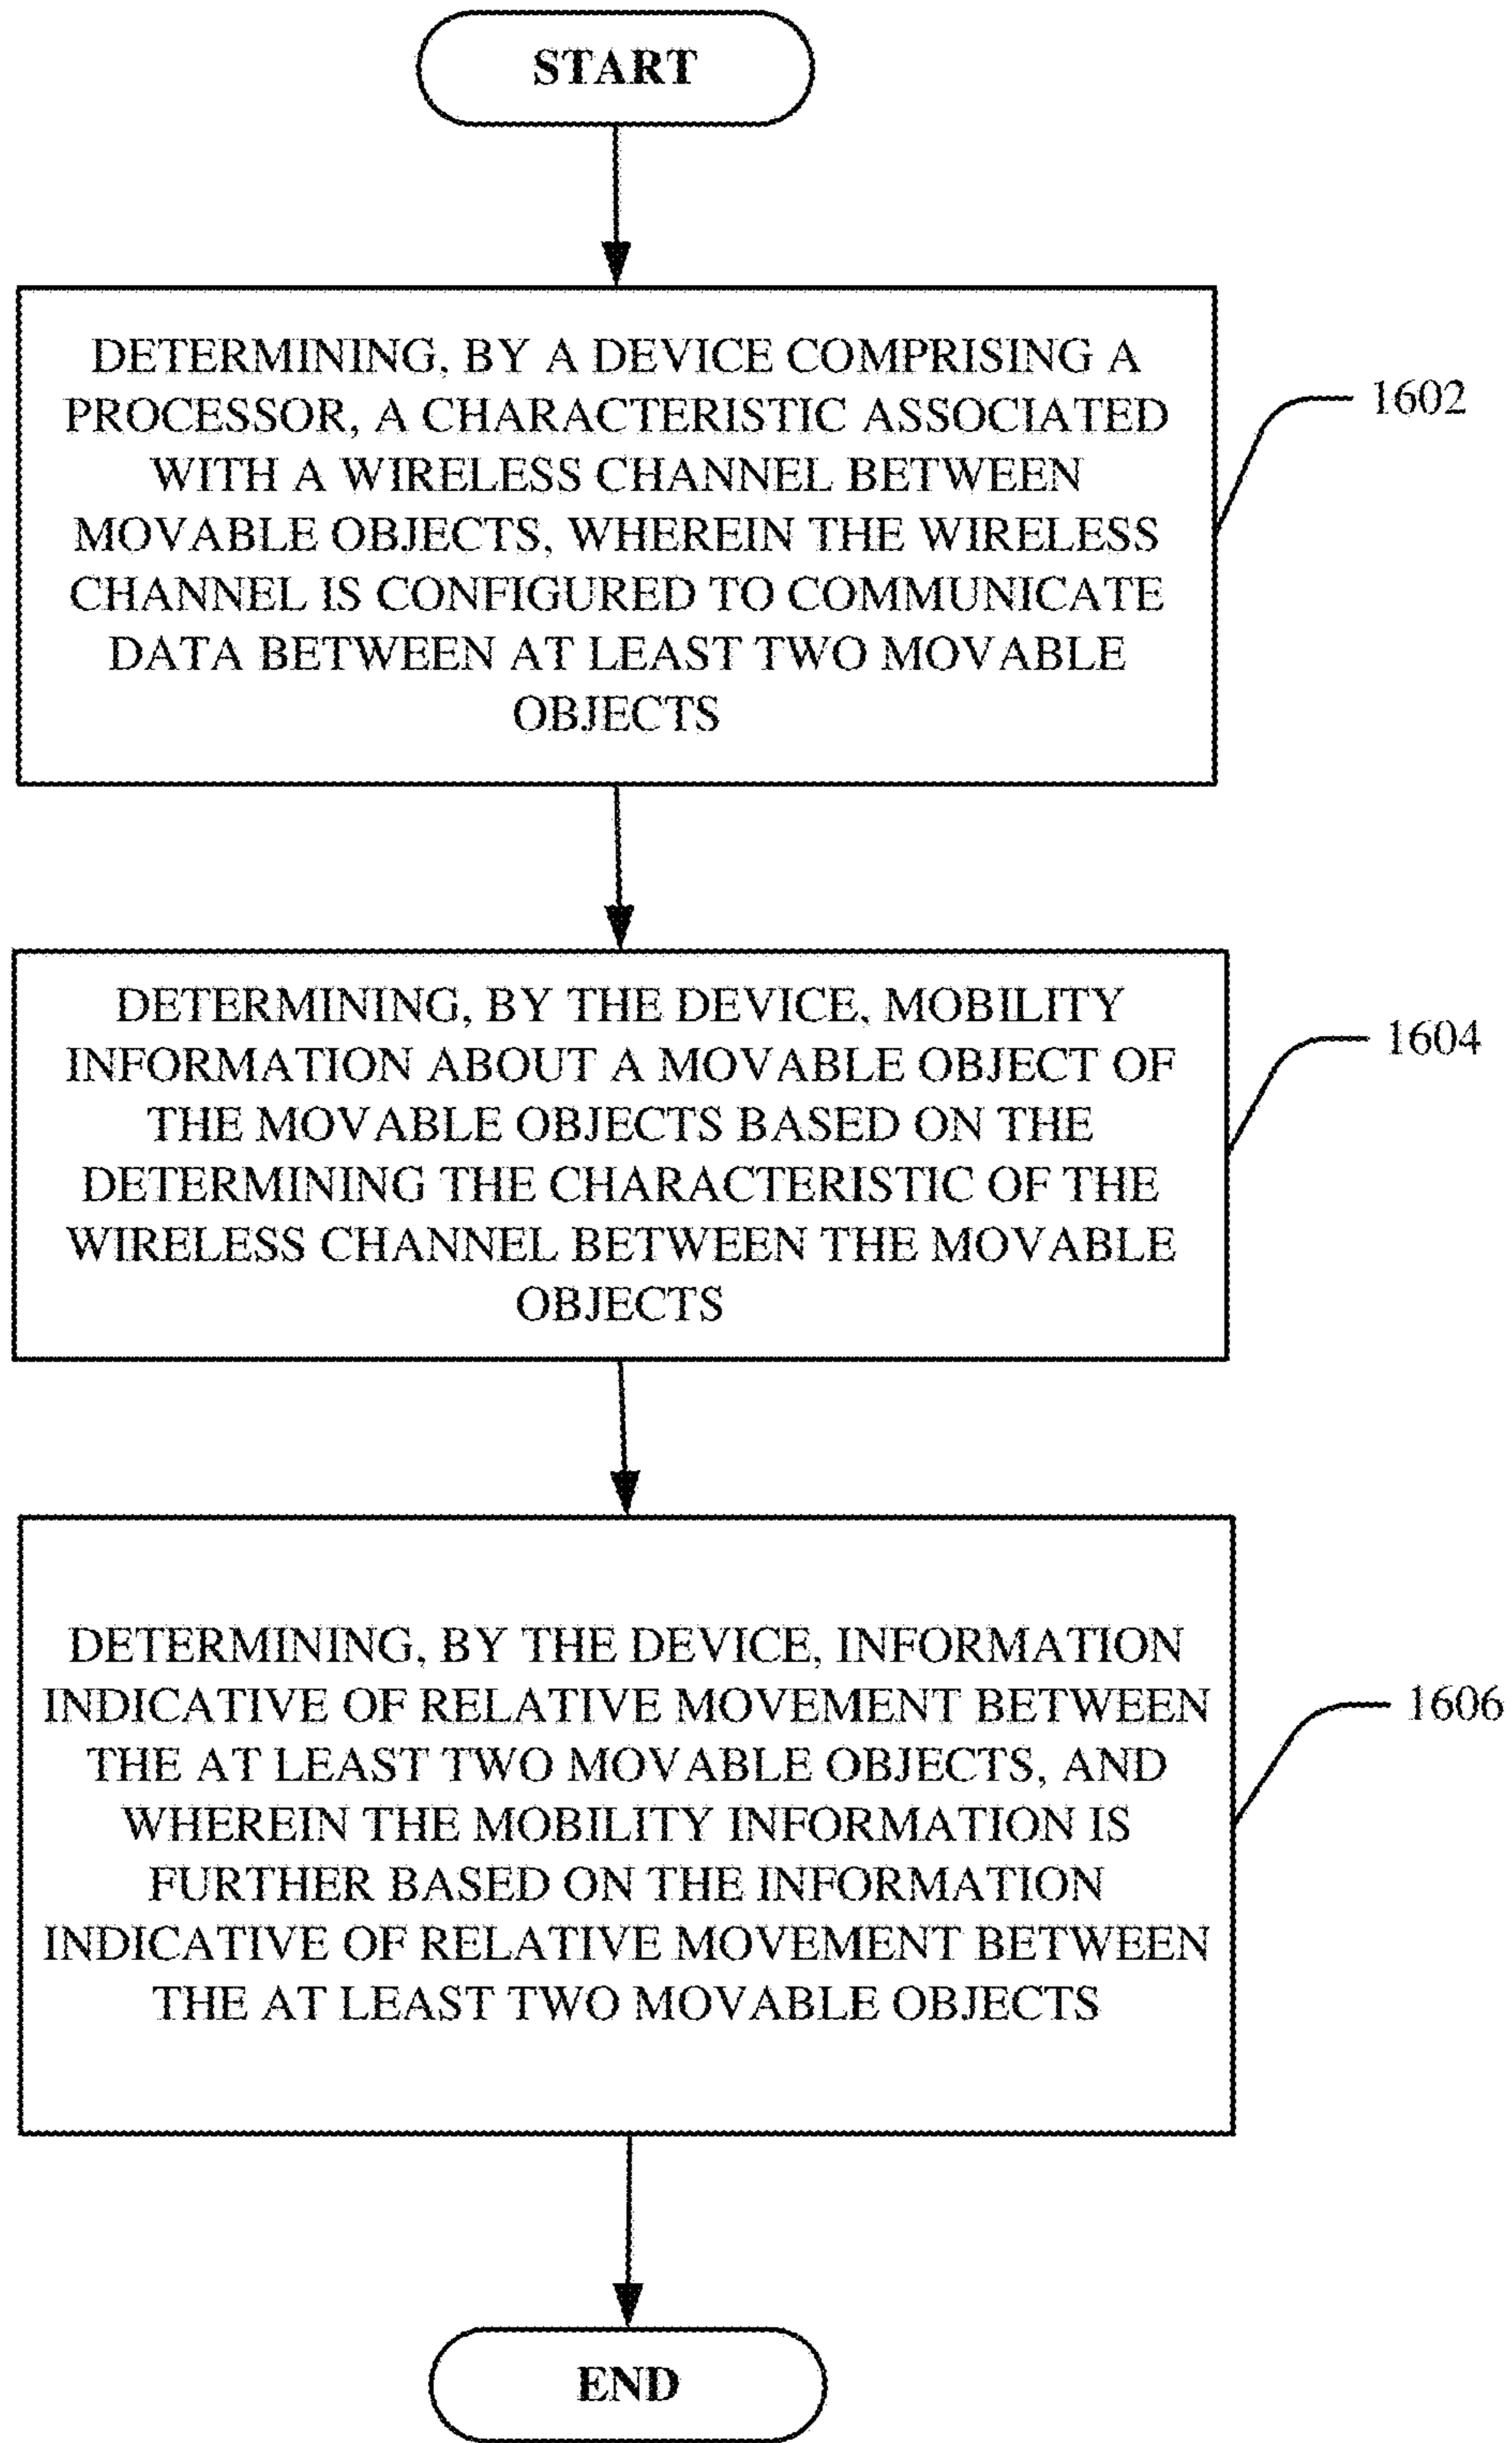 START
DETERMINING, BY A DEVICE COMPRISING A
PROCESSOR, A CHARACTERISTIC ASSOCIATED
WITH A WIRELESS CHANNEL BETWEEN
MOVABLE OBJECTS, WHEREIN THE WIRELESS
CHANNEL IS CONFIGURED TO COMMUNICATE
DATA BETWEEN AT LEAST TWO MOVABLE
OBJECTS
1602
DETERMINING, BY THE DEVICE, MOBILITY
INFORMATION ABOUT A MOVABLE OBJECT OF
THE MOVABLE OBJECTS BASED ON THE
DETERMINING THE CHARACTERISTIC OF THE
WIRELESS CHANNEL BETWEEN THE MOVABLE
OBJECTS
1604
DETERMINING, BY THE DEVICE, INFORMATION
INDICATIVE OF RELATIVE MOVEMENT BETWEEN
THE AT LEAST TWO MOVABLE OBJECTS, AND
WHEREIN THE MOBILITY INFORMATION IS
FURTHER BASED ON THE INFORMATION
INDICATIVE OF RELATIVE MOVEMENT BETWEEN
THE AT LEAST TWO MOVABLE OBJECTS
1606
END